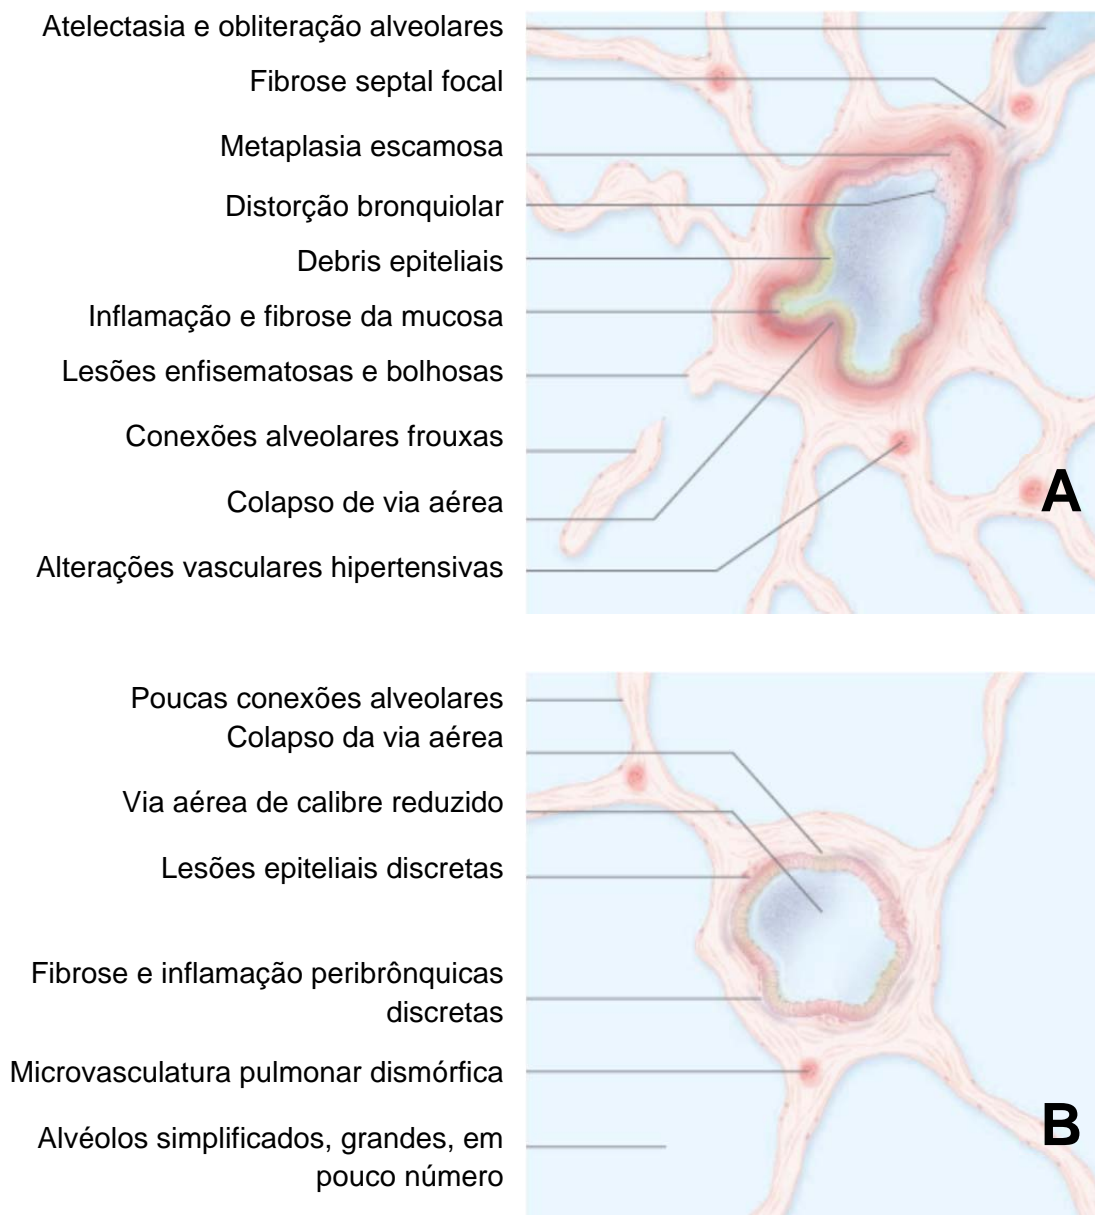 Atelectasia e obliteração alveolares
Fibrose septal focal
Metaplasia escamosa
Distorção bronquiolar
Debris epiteliais
Inflamação e fibrose da mucosa
Lesões enfisematosas e bolhosas
Conexões alveolares frouxas
Colapso de via aérea
Alterações vasculares hipertensivas
A
Poucas conexões alveolares
Colapso da via aérea
Via aérea de calibre reduzido
Lesões epiteliais discretas
Fibrose e inflamação peribrônquicas
discretas
Microvasculatura pulmonar dismórfica
Alvéolos simplificados, grandes, em
pouco número
B